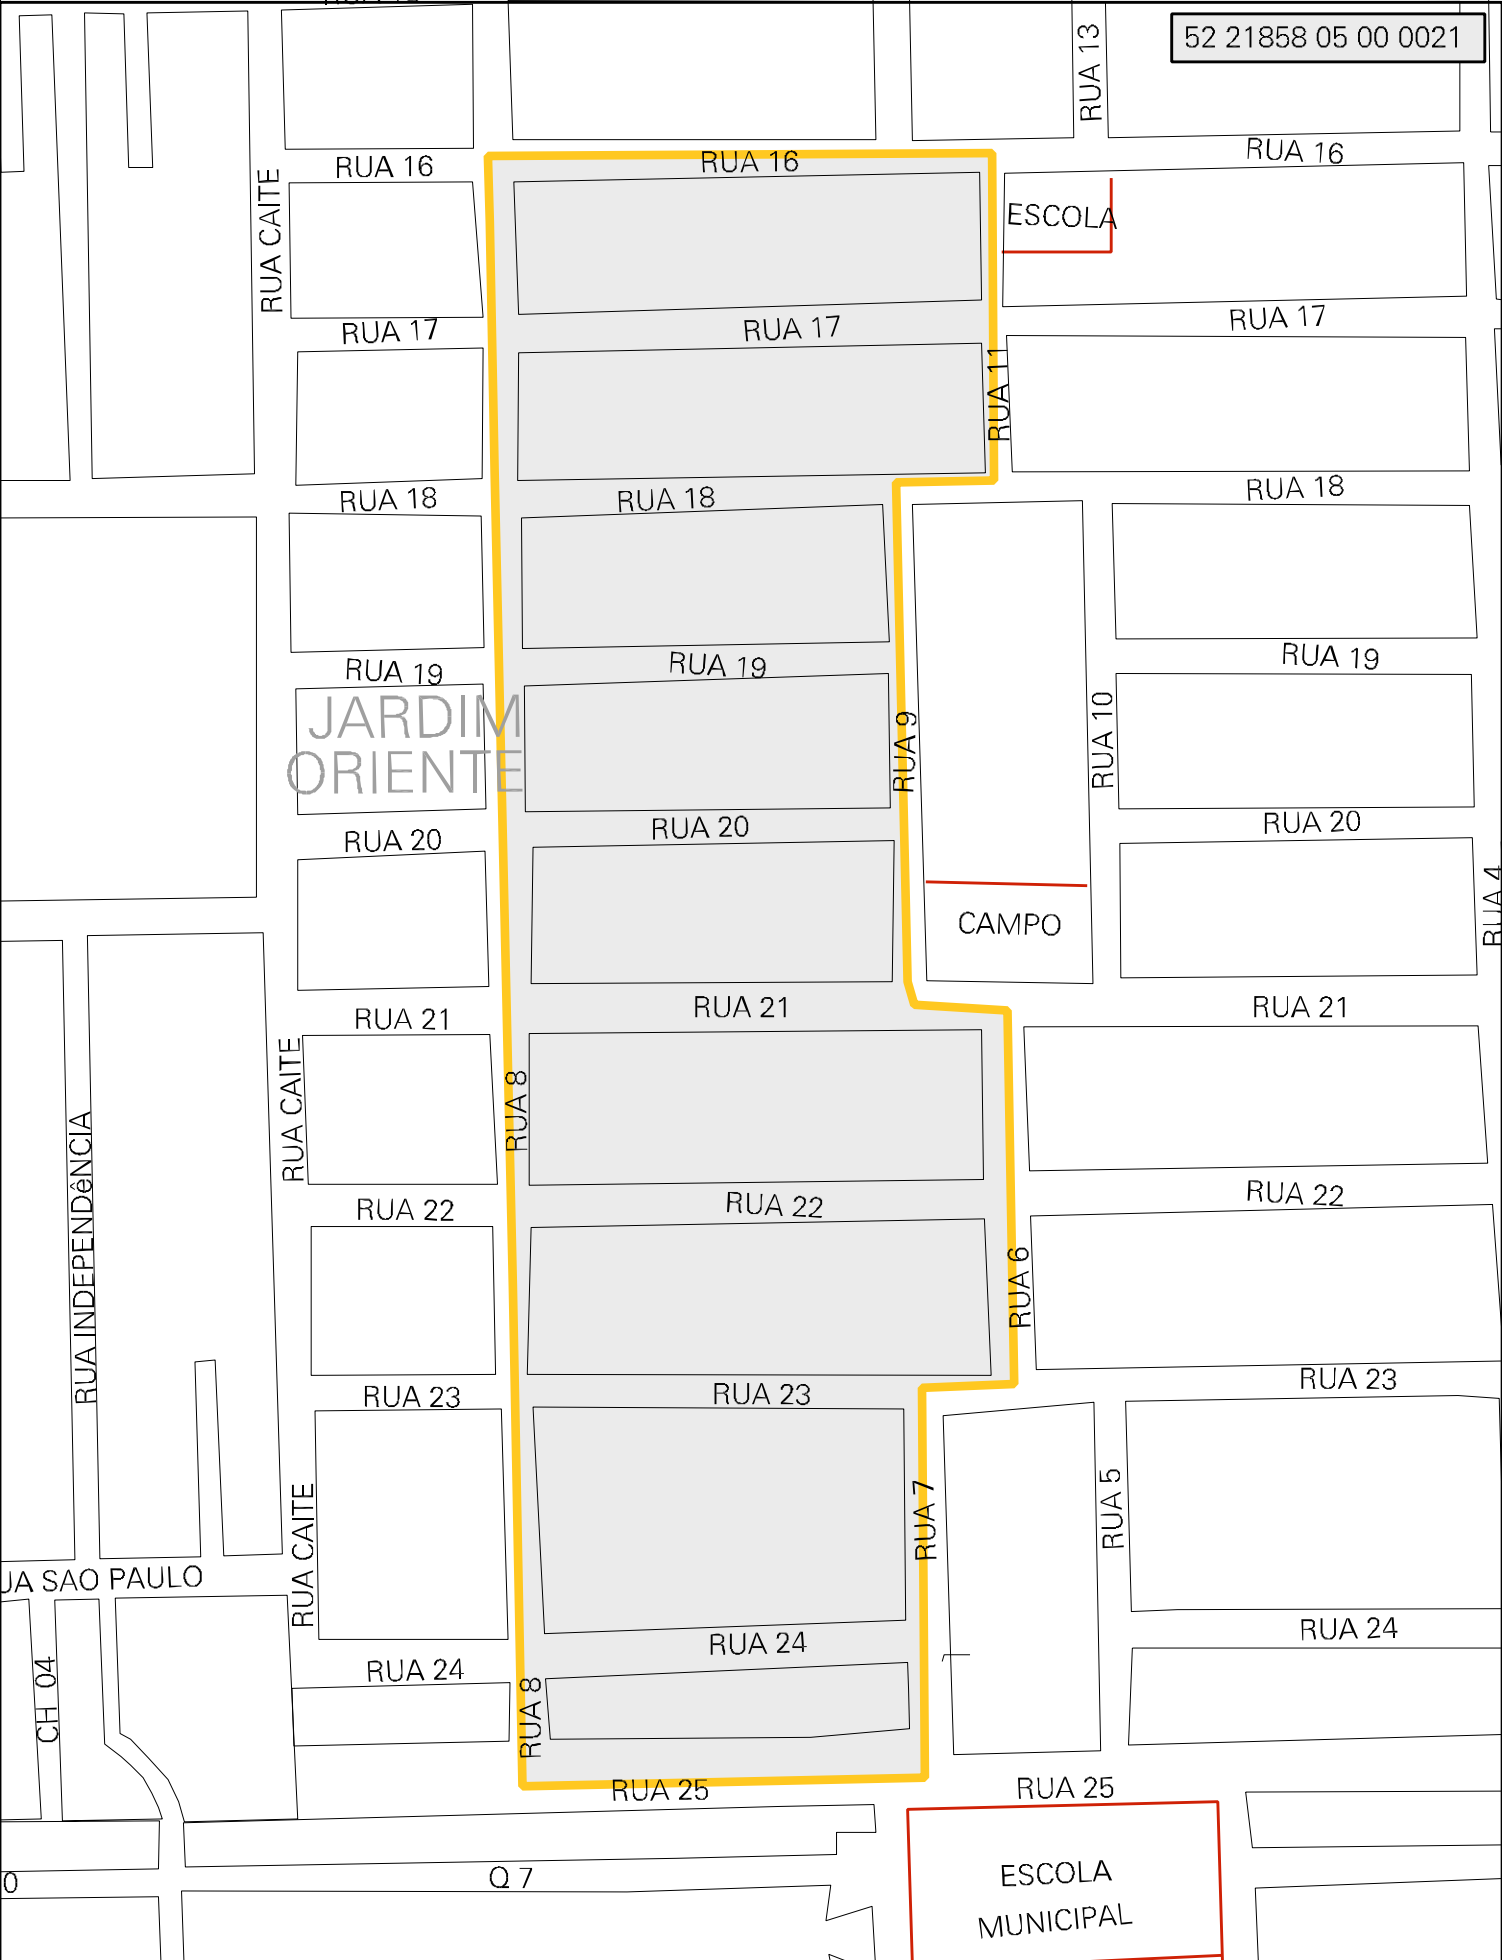 52 21858 05 00 0021
RUA 13
RUA 16
RUA 16
RUA 16
RUA CAITE
ESCOLA
RUA 17
RUA 17
RUA 17
RUA 11
RUA 18
RUA 18
RUA 18
RUA 19
RUA 19
RUA 19
JARDIM
ORIENTE
RUA 9
RUA 10
RUA 20
RUA 20
RUA 20
RUA 4
CAMPO
RUA 21
RUA 21
RUA 21
RUA CAITE
RUA 8
RUA INDEPENDêNCIA
RUA 22
RUA 22
RUA 22
RUA 6
RUA 23
RUA 23
RUA 23
RUA CAITE
RUA 7
RUA 5
UA SAO PAULO
RUA 24
RUA 24
RUA 24
CH 04
RUA 8
RUA 25
RUA 25
Q 7
0
ESCOLA
MUNICIPAL